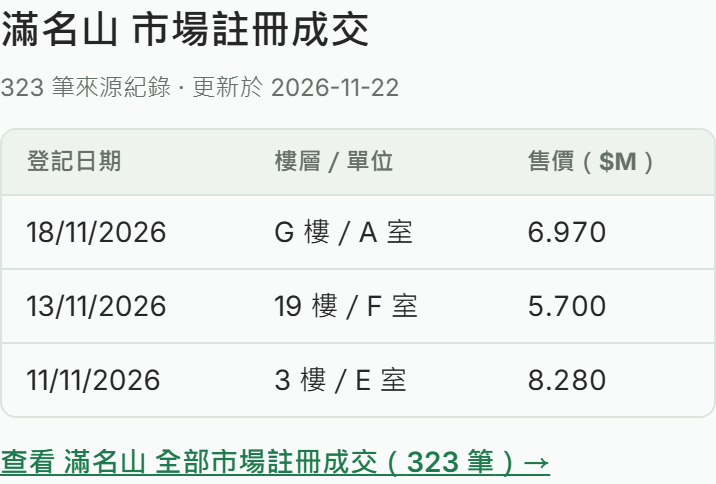 滿名山 市場註冊成交
323 筆來源紀錄 · 更新於 2026-11-22
登記日期 樓層 / 單位 售價 ( $M )
18/11/2026 G 樓 / A 室 6.970
13/11/2026 19 樓 / F 室 5.700
11/11/2026 3 樓 / E 室 8.280
查看 滿名山 全部市場註冊成交 ( 323 筆 ) →